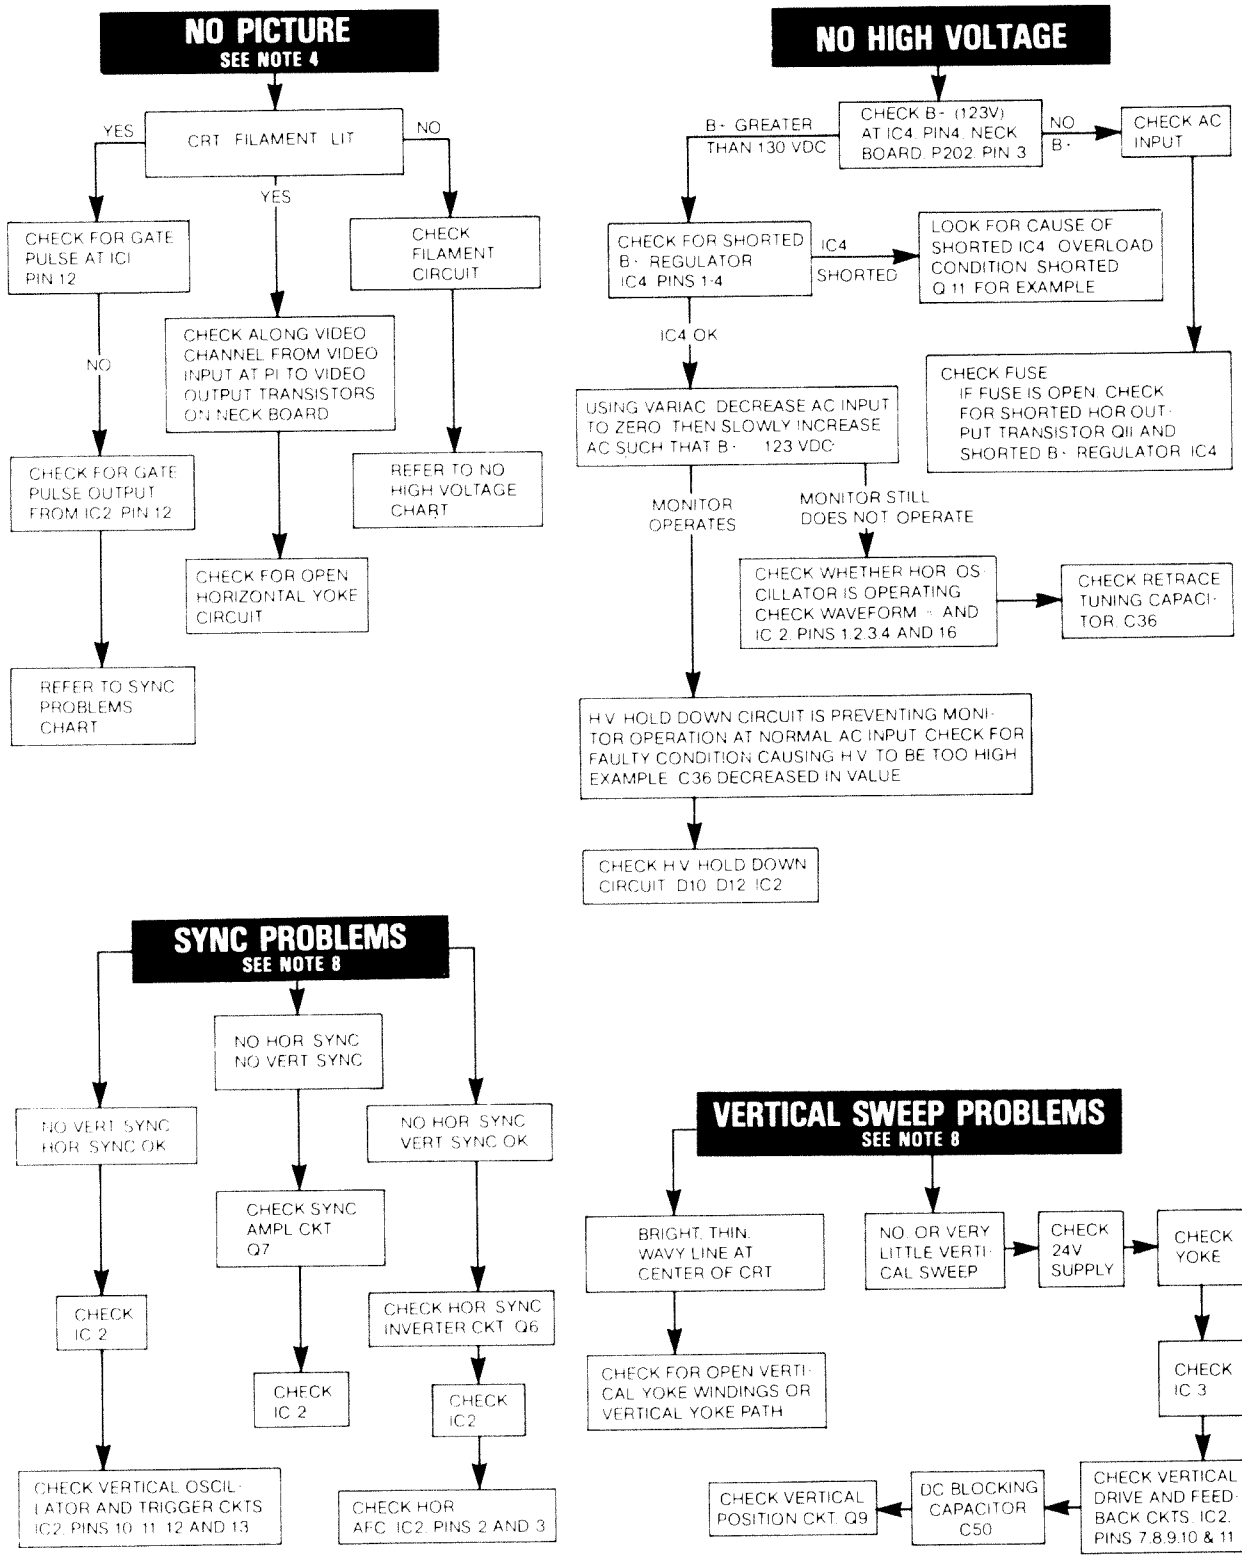 NO PICTURE
SEE NOTE 4
YES
CRT FILAMENT LIT
NO
YES
CHECK FOR GATE
PULSE AT ICI
PIN 12
CHECK
FILAMENT
CIRCUIT
NO
CHECK ALONG VIDEO
CHANNEL FROM VIDEO
INPUT AT PI TO VIDEO
OUTPUT TRANSISTORS
ON NECK BOARD
CHECK FOR GATE
PULSE OUTPUT
FROM IC2 PIN 12
REFER TO NO
HIGH VOLTAGE
CHART
CHECK FOR OPEN
HORIZONTAL YOKE
CIRCUIT
REFER TO SYNC
PROBLEMS
CHART
NO HIGH VOLTAGE
B- GREATER
THAN 130 VDC
CHECK B- (123V)
AT IC4, PIN4, NECK
BOARD, P202, PIN 3
NO
B-
CHECK AC
INPUT
CHECK FOR SHORTED
B- REGULATOR
IC4 PINS 1-4
IC4
SHORTED
LOOK FOR CAUSE OF
SHORTED IC4 OVERLOAD
CONDITION SHORTED
Q 11 FOR EXAMPLE
IC4 OK
CHECK FUSE
IF FUSE IS OPEN, CHECK
FOR SHORTED HOR OUT-
PUT TRANSISTOR QII AND
SHORTED B- REGULATOR IC4
USING VARIAC DECREASE AC INPUT
TO ZERO THEN SLOWLY INCREASE
AC SUCH THAT B- 123 VDC
MONITOR
OPERATES
MONITOR STILL
DOES NOT OPERATE
CHECK WHETHER HOR OS-
CILLATOR IS OPERATING
CHECK WAVEFORM - AND
IC 2, PINS 1,2,3,4 AND 16
CHECK RETRACE
TUNING CAPACI-
TOR, C36
H V HOLD DOWN CIRCUIT IS PREVENTING MONI-
TOR OPERATION AT NORMAL AC INPUT CHECK FOR
FAULTY CONDITION CAUSING H V TO BE TOO HIGH
EXAMPLE C36 DECREASED IN VALUE
CHECK H V HOLD DOWN
CIRCUIT D10 D12 IC2
SYNC PROBLEMS
SEE NOTE 8
NO HOR SYNC
NO VERT SYNC
NO VERT SYNC
HOR SYNC OK
NO HOR SYNC
VERT SYNC OK
CHECK SYNC
AMPL CKT
Q7
CHECK
IC 2
CHECK HOR SYNC
INVERTER CKT Q6
CHECK
IC 2
CHECK
IC2
CHECK VERTICAL OSCIL-
LATOR AND TRIGGER CKTS
IC2, PINS 10 11 12 AND 13
CHECK HOR
AFC IC2, PINS 2 AND 3
VERTICAL SWEEP PROBLEMS
SEE NOTE 8
BRIGHT, THIN,
WAVY LINE AT
CENTER OF CRT
NO, OR VERY
LITTLE VERTI-
CAL SWEEP
CHECK
24V
SUPPLY
CHECK
YOKE
CHECK FOR OPEN VERTI-
CAL YOKE WINDINGS OR
VERTICAL YOKE PATH
CHECK
IC 3
CHECK VERTICAL
DRIVE AND FEED-
BACK CKTS, IC2,
PINS 7,8,9,10 & 11
DC BLOCKING
CAPACITOR
C50
CHECK VERTICAL
POSITION CKT, Q9